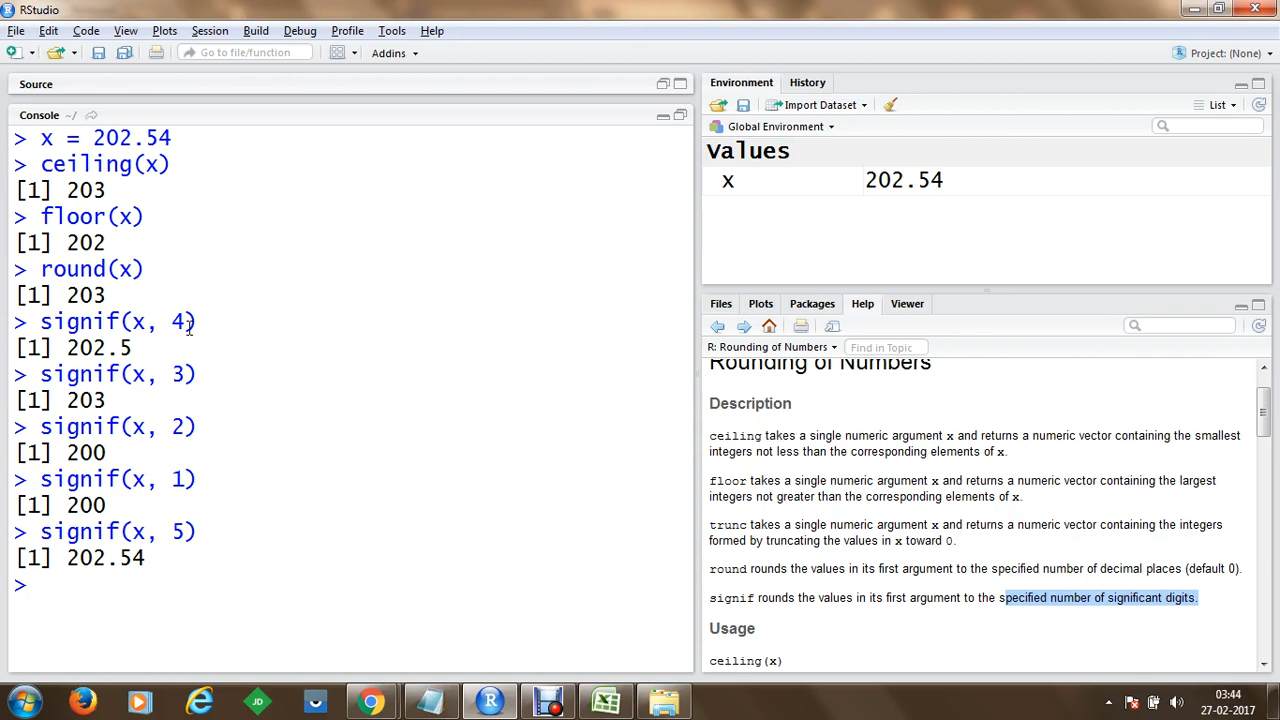 RStudio
File Edit Code View Plots Session Build Debug Profile Tools Help
Go to file/function
Addins
Project: (None)
Source
Console ~/
> x = 202.54
> ceiling(x)
[1] 203
> floor(x)
[1] 202
> round(x)
[1] 203
> signif(x, 4)
[1] 202.5
> signif(x, 3)
[1] 203
> signif(x, 2)
[1] 200
> signif(x, 1)
[1] 200
> signif(x, 5)
[1] 202.54
>
Environment History
Import Dataset
List
Global Environment
Values
x 202.54
Files Plots Packages Help Viewer
R: Rounding of Numbers
Find in Topic
Rounding of Numbers
Description
ceiling takes a single numeric argument x and returns a numeric vector containing the smallest
integers not less than the corresponding elements of x.
floor takes a single numeric argument x and returns a numeric vector containing the largest
integers not greater than the corresponding elements of x.
trunc takes a single numeric argument x and returns a numeric vector containing the integers
formed by truncating the values in x toward 0.
round rounds the values in its first argument to the specified number of decimal places (default 0).
signif rounds the values in its first argument to the specified number of significant digits.
Usage
ceiling(x)
JD
03:44
27-02-2017